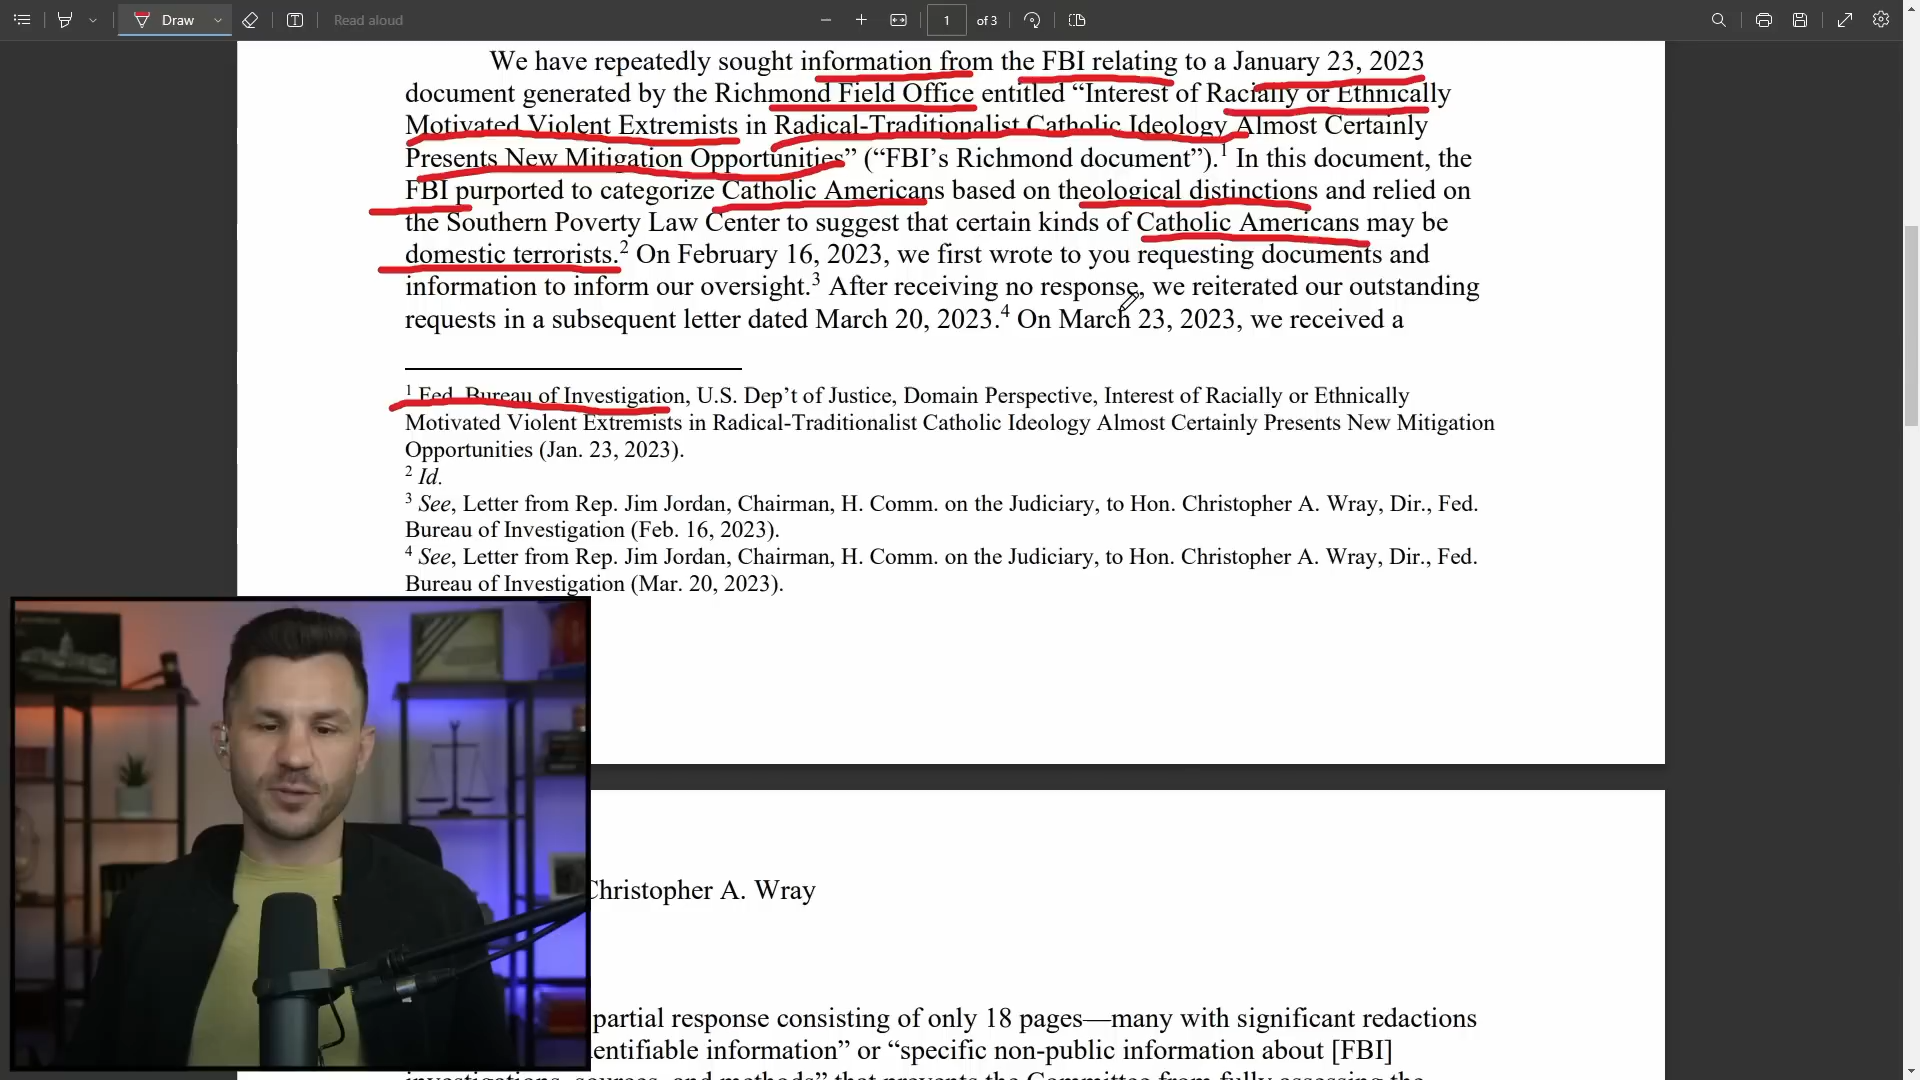 Draw
Read aloud
1 of 3
We have repeatedly sought information from the FBI relating to a January 23, 2023
document generated by the Richmond Field Office entitled “Interest of Racially or Ethnically
Motivated Violent Extremists in Radical-Traditionalist Catholic Ideology Almost Certainly
Presents New Mitigation Opportunities” (“FBI’s Richmond document”).1 In this document, the
FBI purported to categorize Catholic Americans based on theological distinctions and relied on
the Southern Poverty Law Center to suggest that certain kinds of Catholic Americans may be
domestic terrorists.2 On February 16, 2023, we first wrote to you requesting documents and
information to inform our oversight.3 After receiving no response, we reiterated our outstanding
requests in a subsequent letter dated March 20, 2023.4 On March 23, 2023, we received a
1 Fed. Bureau of Investigation, U.S. Dep’t of Justice, Domain Perspective, Interest of Racially or Ethnically
Motivated Violent Extremists in Radical-Traditionalist Catholic Ideology Almost Certainly Presents New Mitigation
Opportunities (Jan. 23, 2023).
2 Id.
3 See, Letter from Rep. Jim Jordan, Chairman, H. Comm. on the Judiciary, to Hon. Christopher A. Wray, Dir., Fed.
Bureau of Investigation (Feb. 16, 2023).
4 See, Letter from Rep. Jim Jordan, Chairman, H. Comm. on the Judiciary, to Hon. Christopher A. Wray, Dir., Fed.
Bureau of Investigation (Mar. 20, 2023).
Christopher A. Wray
partial response consisting of only 18 pages—many with significant redactions
entifiable information” or “specific non-public information about [FBI]
investigations, sources, and methods” that prevents the Committee from fully assessing the